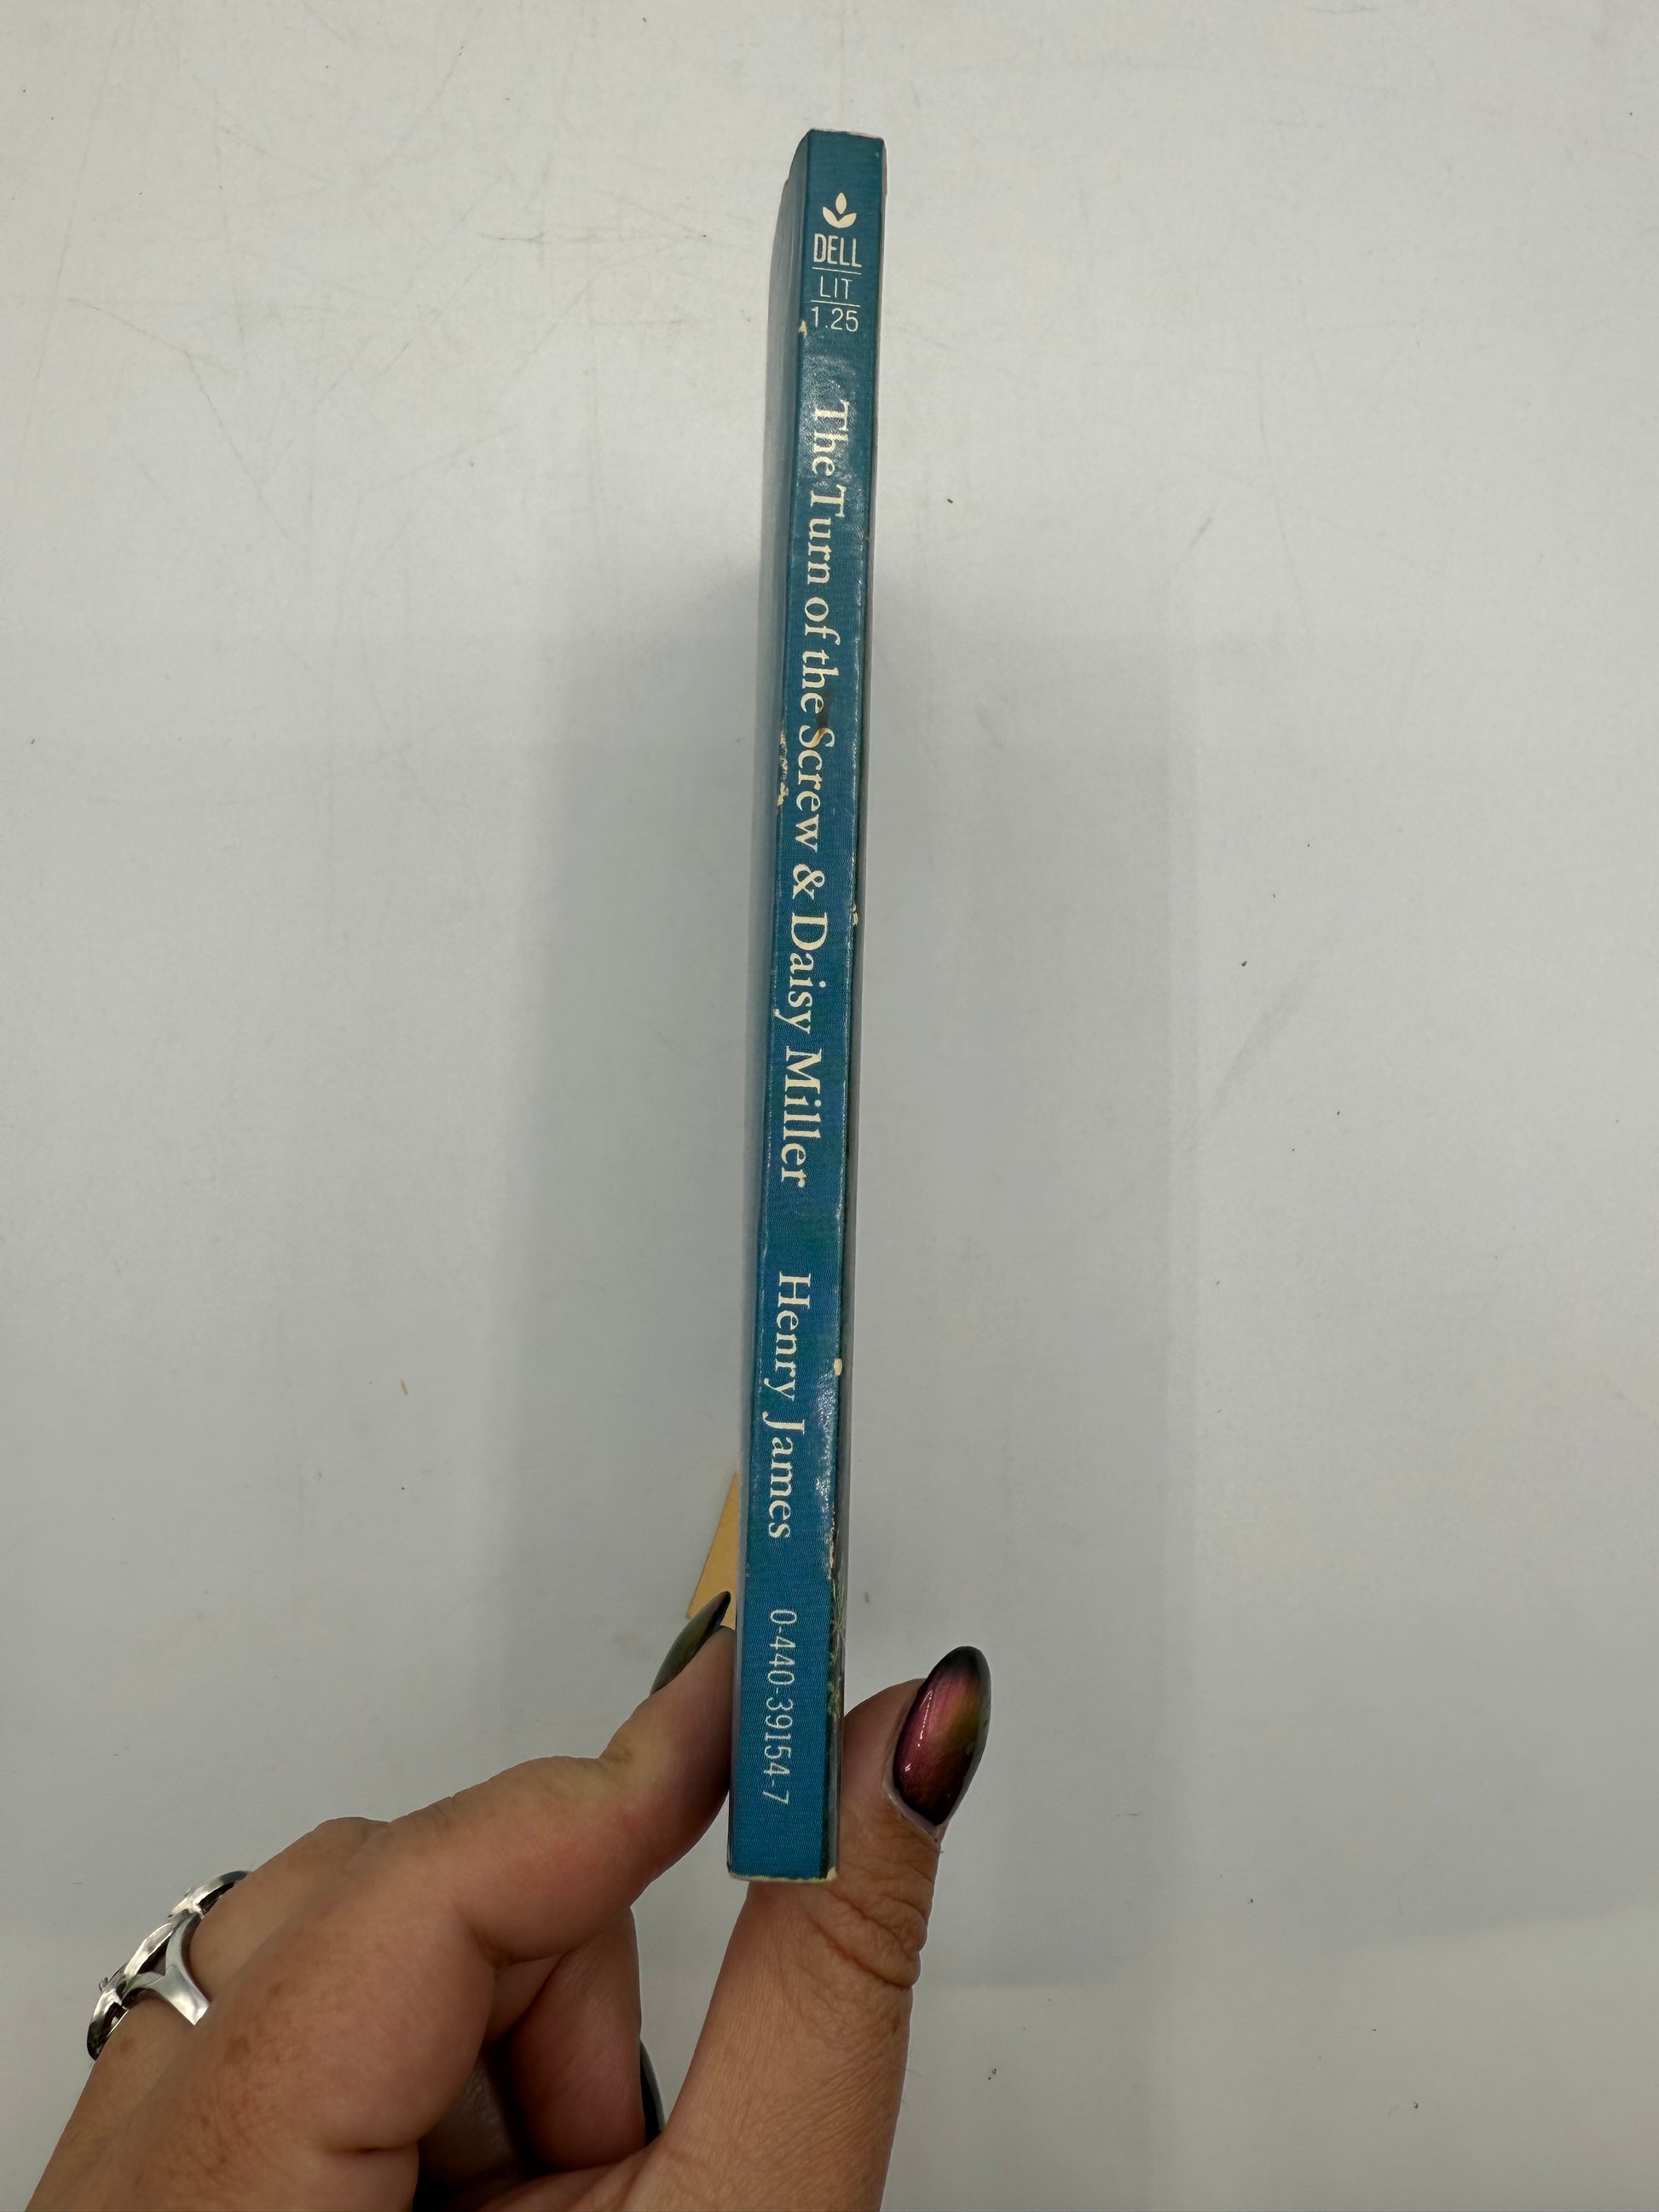 DELL
LIT
1.25
The Turn of the Screw & Daisy Miller
Henry James
0-440-39154-7